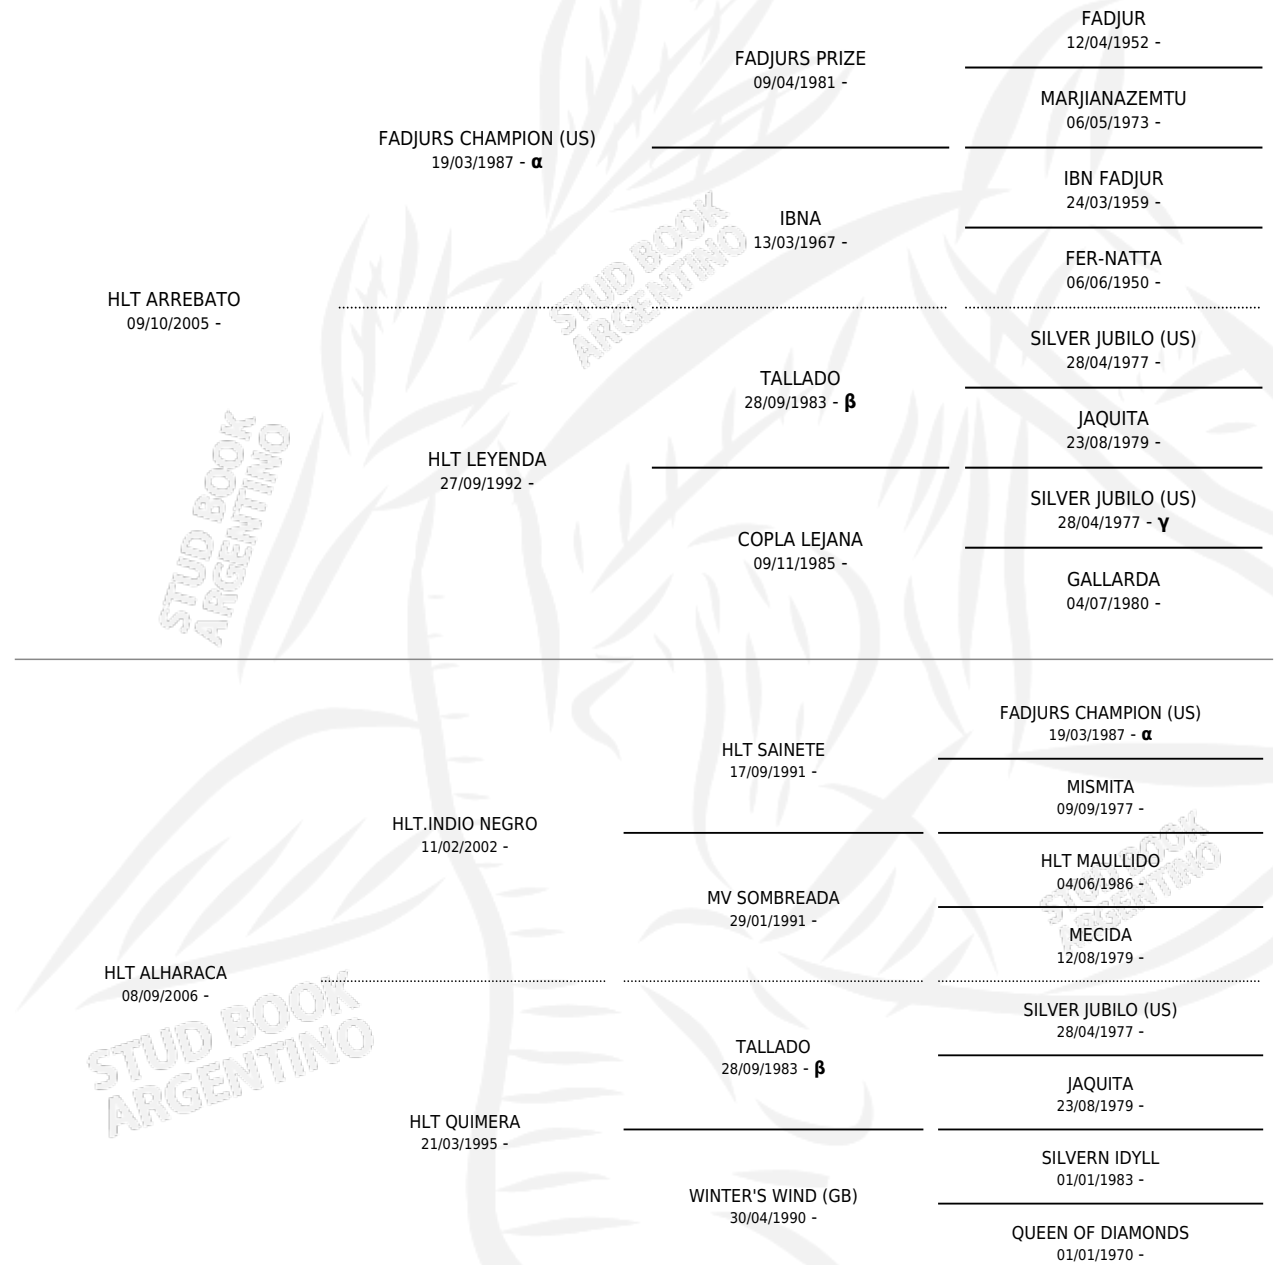 FADJUR
12/04/1952 -
FADJURS PRIZE
09/04/1981 -
MARJIANAZEMTU
06/05/1973 -
FADJURS CHAMPION (US)
19/03/1987 - α
IBN FADJUR
24/03/1959 -
IBNA
13/03/1967 -
FER-NATTA
06/06/1950 -
HLT ARREBATO
09/10/2005 -
SILVER JUBILO (US)
28/04/1977 -
TALLADO
28/09/1983 - β
JAQUITA
23/08/1979 -
HLT LEYENDA
27/09/1992 -
SILVER JUBILO (US)
28/04/1977 - γ
COPLA LEJANA
09/11/1985 -
GALLARDA
04/07/1980 -
STUD BOOK
ARGENTINO
STUD BOOK
ARGENTINO
FADJURS CHAMPION (US)
19/03/1987 - α
HLT SAINETE
17/09/1991 -
MISMITA
09/09/1977 -
HLT.INDIO NEGRO
11/02/2002 -
HLT MAULLIDO
04/06/1986 -
MV SOMBREADA
29/01/1991 -
MECIDA
12/08/1979 -
HLT ALHARACA
08/09/2006 -
SILVER JUBILO (US)
28/04/1977 -
TALLADO
28/09/1983 - β
JAQUITA
23/08/1979 -
HLT QUIMERA
21/03/1995 -
SILVERN IDYLL
01/01/1983 -
WINTER'S WIND (GB)
30/04/1990 -
QUEEN OF DIAMONDS
01/01/1970 -
STUD BOOK
ARGENTINO
STUD BOOK
ARGENTINO